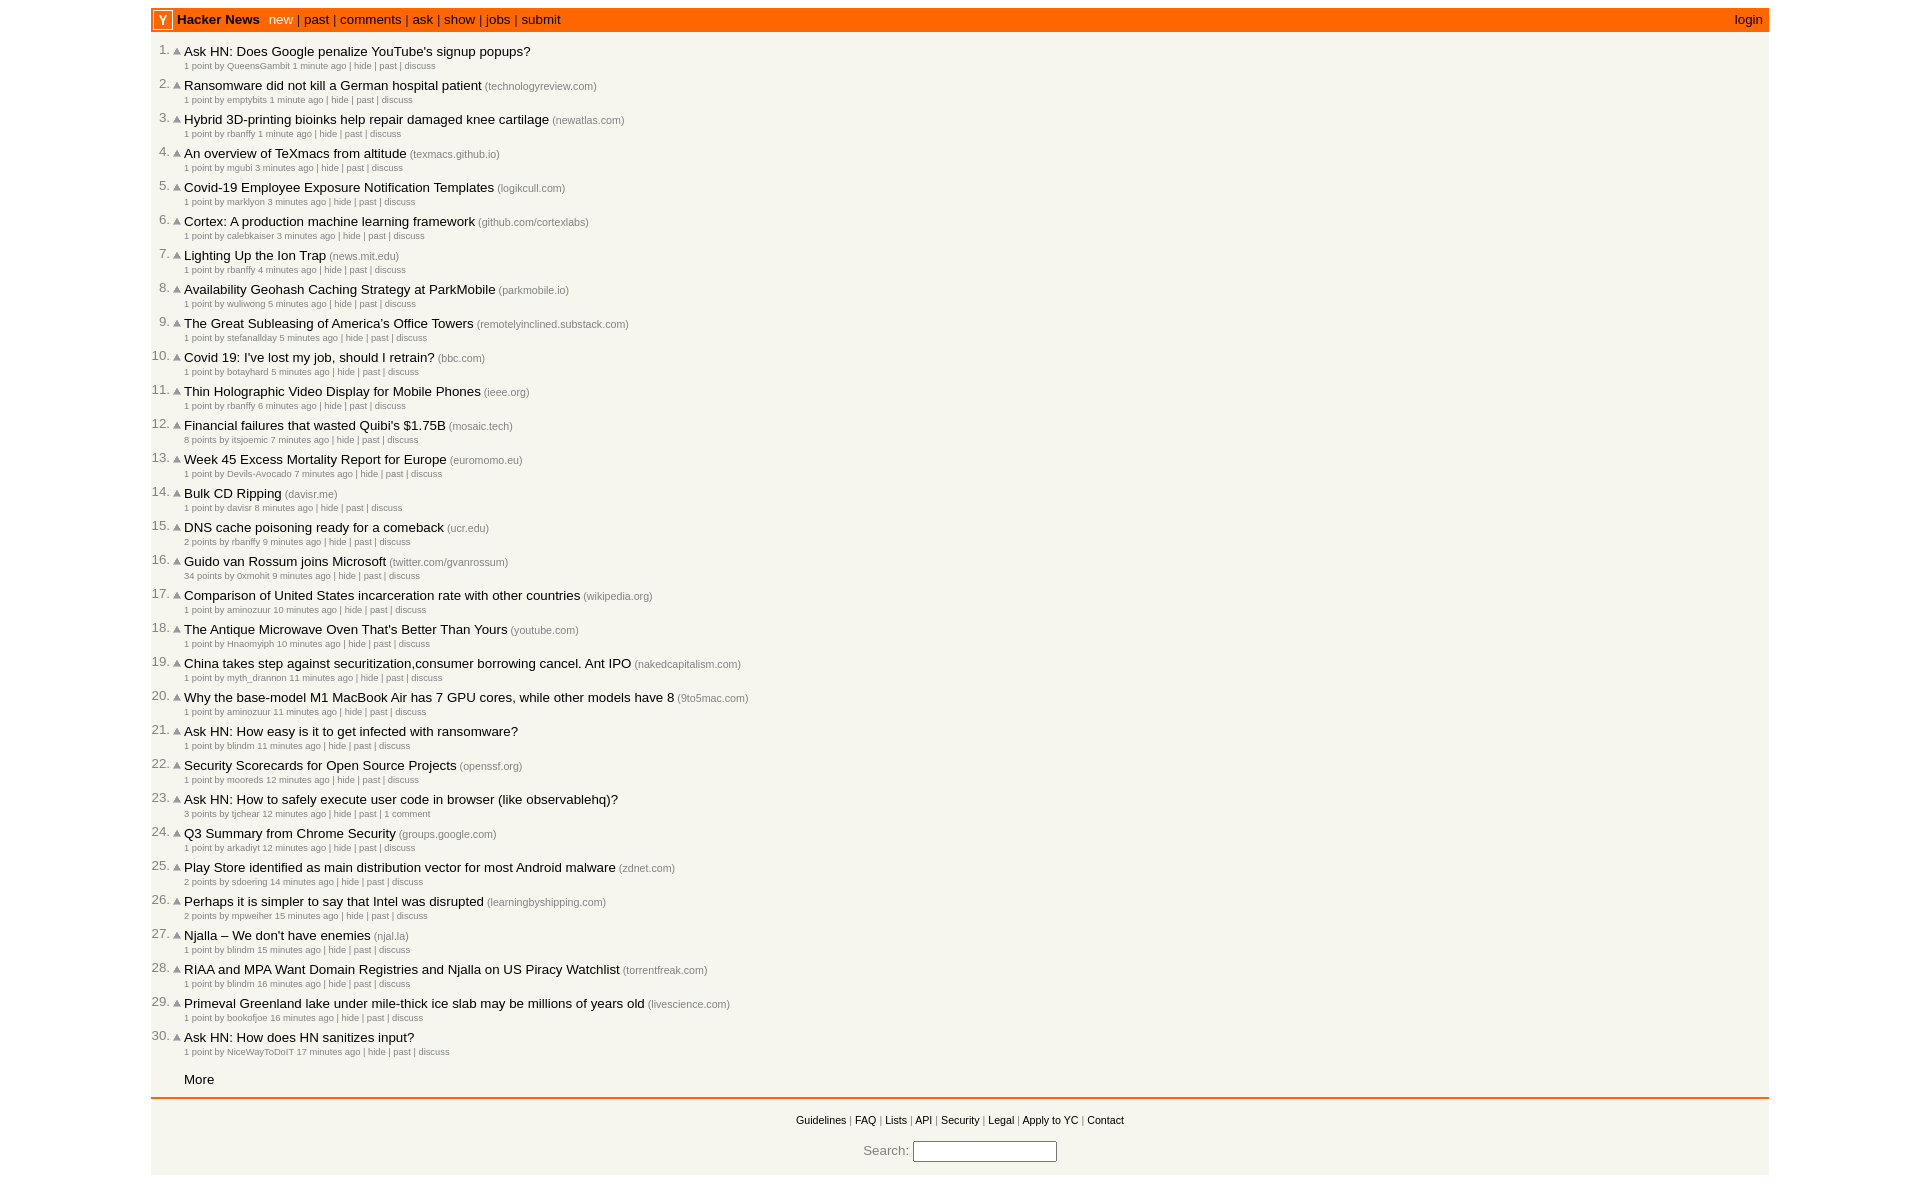 Y Hacker News new | past | comments | ask | show | jobs | submit login
1. Ask HN: Does Google penalize YouTube's signup popups?
1 point by QueensGambit 1 minute ago | hide | past | discuss
2. Ransomware did not kill a German hospital patient (technologyreview.com)
1 point by emptybits 1 minute ago | hide | past | discuss
3. Hybrid 3D-printing bioinks help repair damaged knee cartilage (newatlas.com)
1 point by rbanffy 1 minute ago | hide | past | discuss
4. An overview of TeXmacs from altitude (texmacs.github.io)
1 point by mgubi 3 minutes ago | hide | past | discuss
5. Covid-19 Employee Exposure Notification Templates (logikcull.com)
1 point by marklyon 3 minutes ago | hide | past | discuss
6. Cortex: A production machine learning framework (github.com/cortexlabs)
1 point by calebkaiser 3 minutes ago | hide | past | discuss
7. Lighting Up the Ion Trap (news.mit.edu)
1 point by rbanffy 4 minutes ago | hide | past | discuss
8. Availability Geohash Caching Strategy at ParkMobile (parkmobile.io)
1 point by wuliwong 5 minutes ago | hide | past | discuss
9. The Great Subleasing of America's Office Towers (remotelyinclined.substack.com)
1 point by stefanallday 5 minutes ago | hide | past | discuss
10. Covid 19: I've lost my job, should I retrain? (bbc.com)
1 point by botayhard 5 minutes ago | hide | past | discuss
11. Thin Holographic Video Display for Mobile Phones (ieee.org)
1 point by rbanffy 6 minutes ago | hide | past | discuss
12. Financial failures that wasted Quibi's $1.75B (mosaic.tech)
8 points by itsjoemic 7 minutes ago | hide | past | discuss
13. Week 45 Excess Mortality Report for Europe (euromomo.eu)
1 point by Devils-Avocado 7 minutes ago | hide | past | discuss
14. Bulk CD Ripping (davisr.me)
1 point by davisr 8 minutes ago | hide | past | discuss
15. DNS cache poisoning ready for a comeback (ucr.edu)
2 points by rbanffy 9 minutes ago | hide | past | discuss
16. Guido van Rossum joins Microsoft (twitter.com/gvanrossum)
34 points by 0xmohit 9 minutes ago | hide | past | discuss
17. Comparison of United States incarceration rate with other countries (wikipedia.org)
1 point by aminozuur 10 minutes ago | hide | past | discuss
18. The Antique Microwave Oven That's Better Than Yours (youtube.com)
1 point by Hnaomyiph 10 minutes ago | hide | past | discuss
19. China takes step against securitization,consumer borrowing cancel. Ant IPO (nakedcapitalism.com)
1 point by myth_drannon 11 minutes ago | hide | past | discuss
20. Why the base-model M1 MacBook Air has 7 GPU cores, while other models have 8 (9to5mac.com)
1 point by aminozuur 11 minutes ago | hide | past | discuss
21. Ask HN: How easy is it to get infected with ransomware?
1 point by blindm 11 minutes ago | hide | past | discuss
22. Security Scorecards for Open Source Projects (openssf.org)
1 point by mooreds 12 minutes ago | hide | past | discuss
23. Ask HN: How to safely execute user code in browser (like observablehq)?
3 points by tjchear 12 minutes ago | hide | past | 1 comment
24. Q3 Summary from Chrome Security (groups.google.com)
1 point by arkadiyt 12 minutes ago | hide | past | discuss
25. Play Store identified as main distribution vector for most Android malware (zdnet.com)
2 points by sdoering 14 minutes ago | hide | past | discuss
26. Perhaps it is simpler to say that Intel was disrupted (learningbyshipping.com)
2 points by mpweiher 15 minutes ago | hide | past | discuss
27. Njalla – We don't have enemies (njal.la)
1 point by blindm 15 minutes ago | hide | past | discuss
28. RIAA and MPA Want Domain Registries and Njalla on US Piracy Watchlist (torrentfreak.com)
1 point by blindm 16 minutes ago | hide | past | discuss
29. Primeval Greenland lake under mile-thick ice slab may be millions of years old (livescience.com)
1 point by bookofjoe 16 minutes ago | hide | past | discuss
30. Ask HN: How does HN sanitizes input?
1 point by NiceWayToDoIT 17 minutes ago | hide | past | discuss
More
Guidelines | FAQ | Lists | API | Security | Legal | Apply to YC | Contact
Search: